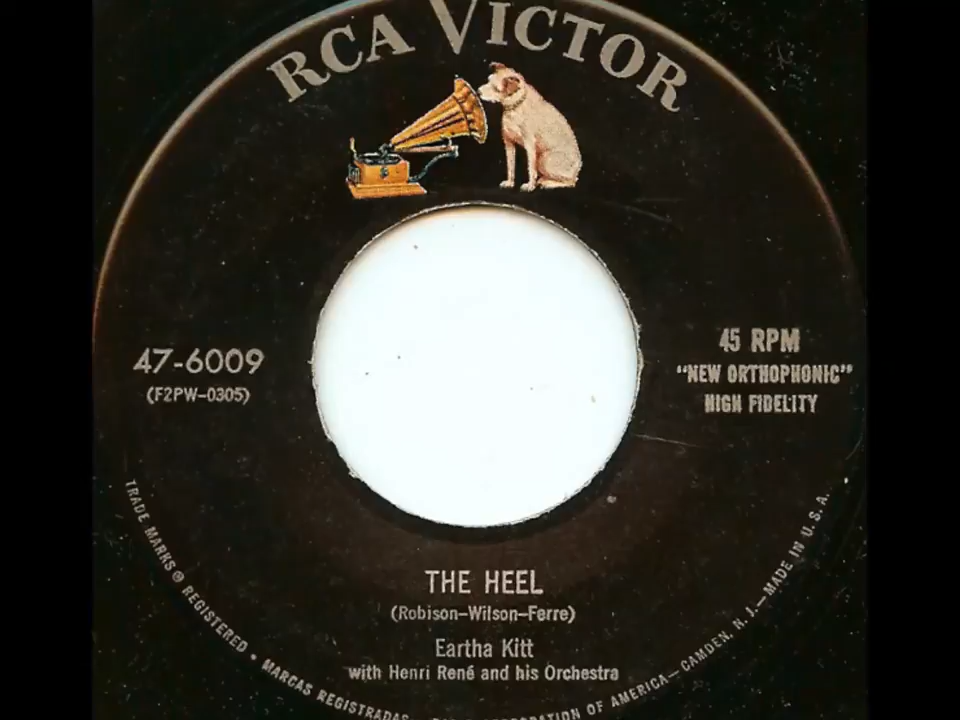 RCA VICTOR
47-6009
(F2PW-0305)
45 RPM
"NEW ORTHOPHONIC"
HIGH FIDELITY
THE HEEL
(Robison-Wilson-Ferre)
Eartha Kitt
with Henri René and his Orchestra
TRADE MARKS ® REGISTERED • MARCAS REGISTRADAS
CORPORATION OF AMERICA—CAMDEN, N. J.—MADE IN U. S. A.